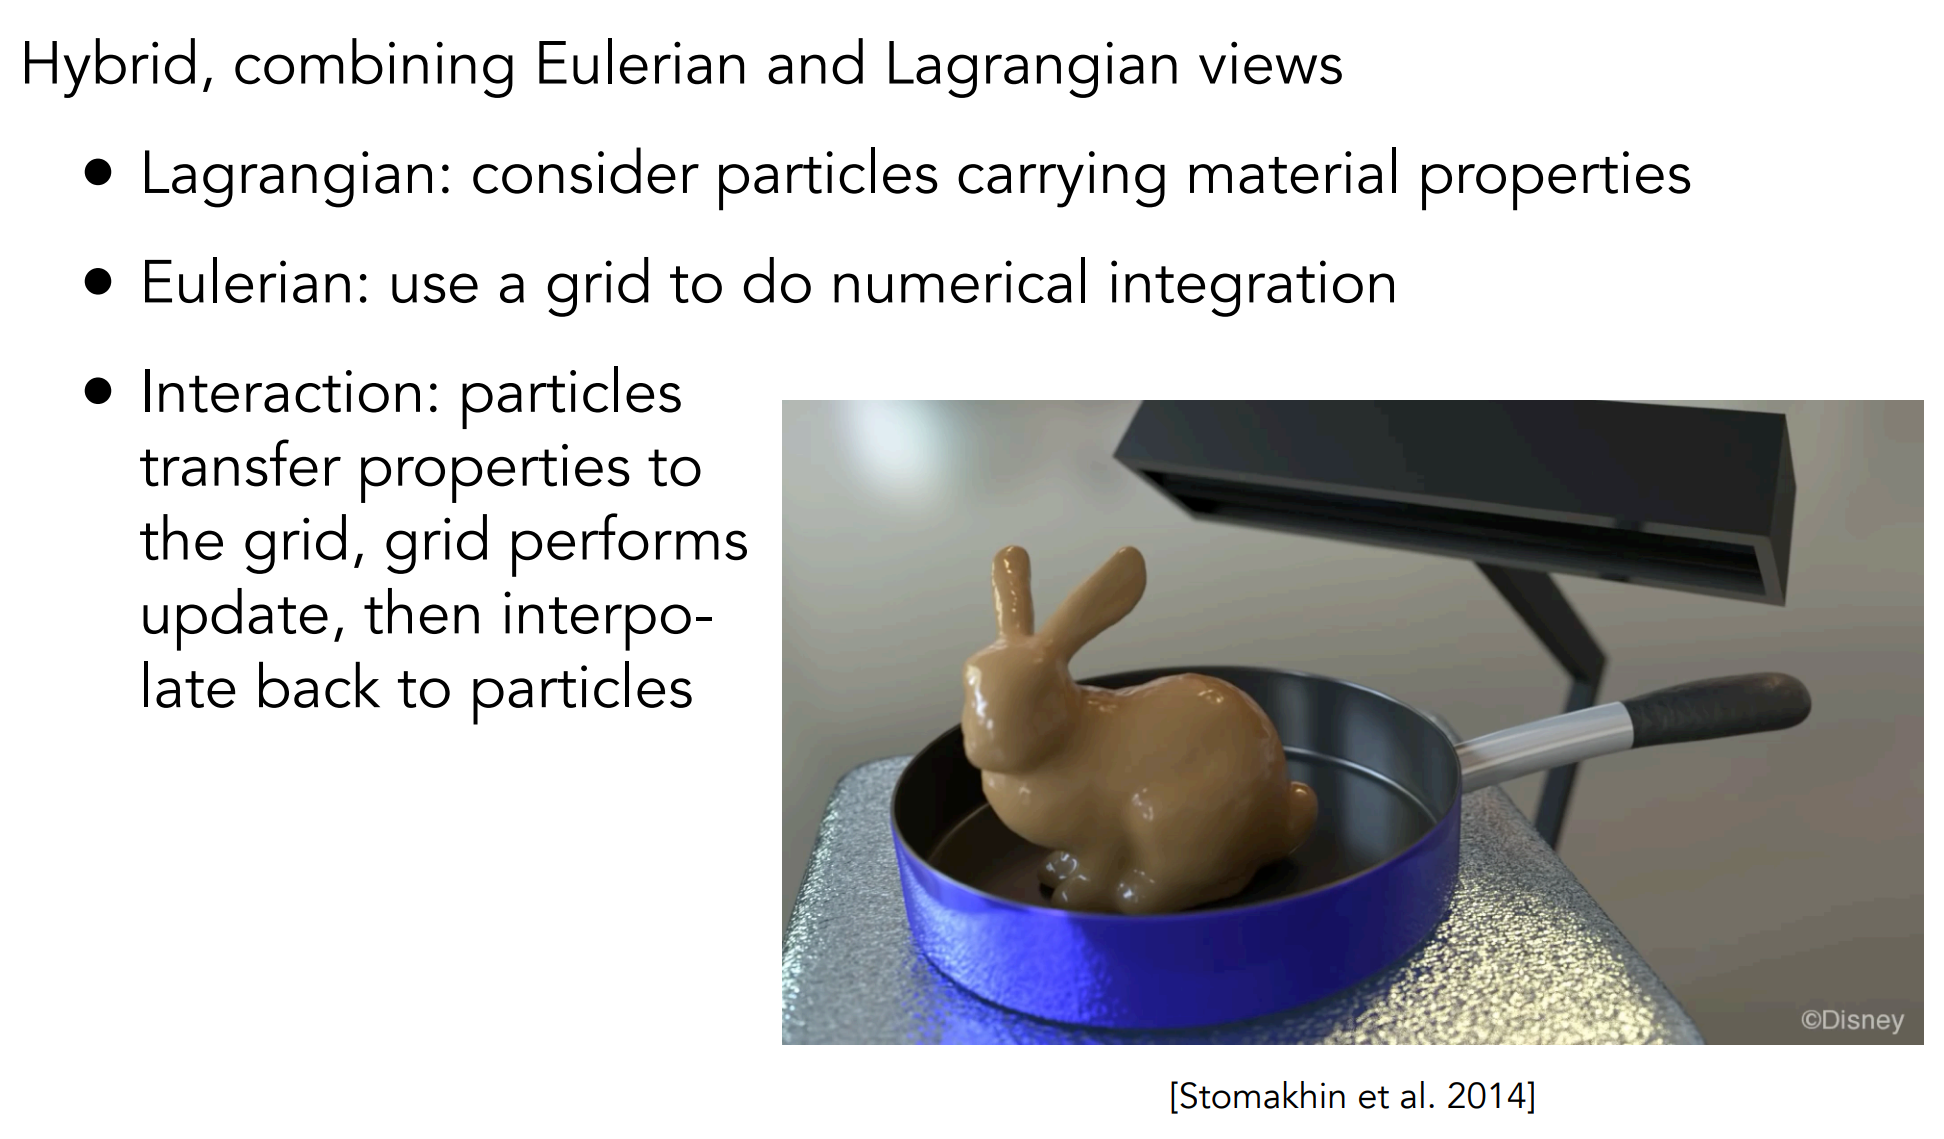 Hybrid, combining Eulerian and Lagrangian views
● Lagrangian: consider particles carrying material properties
● Eulerian: use a grid to do numerical integration
● Interaction: particles
transfer properties to
the grid, grid performs
update, then interpo-
late back to particles
©Disney
[Stomakhin et al. 2014]